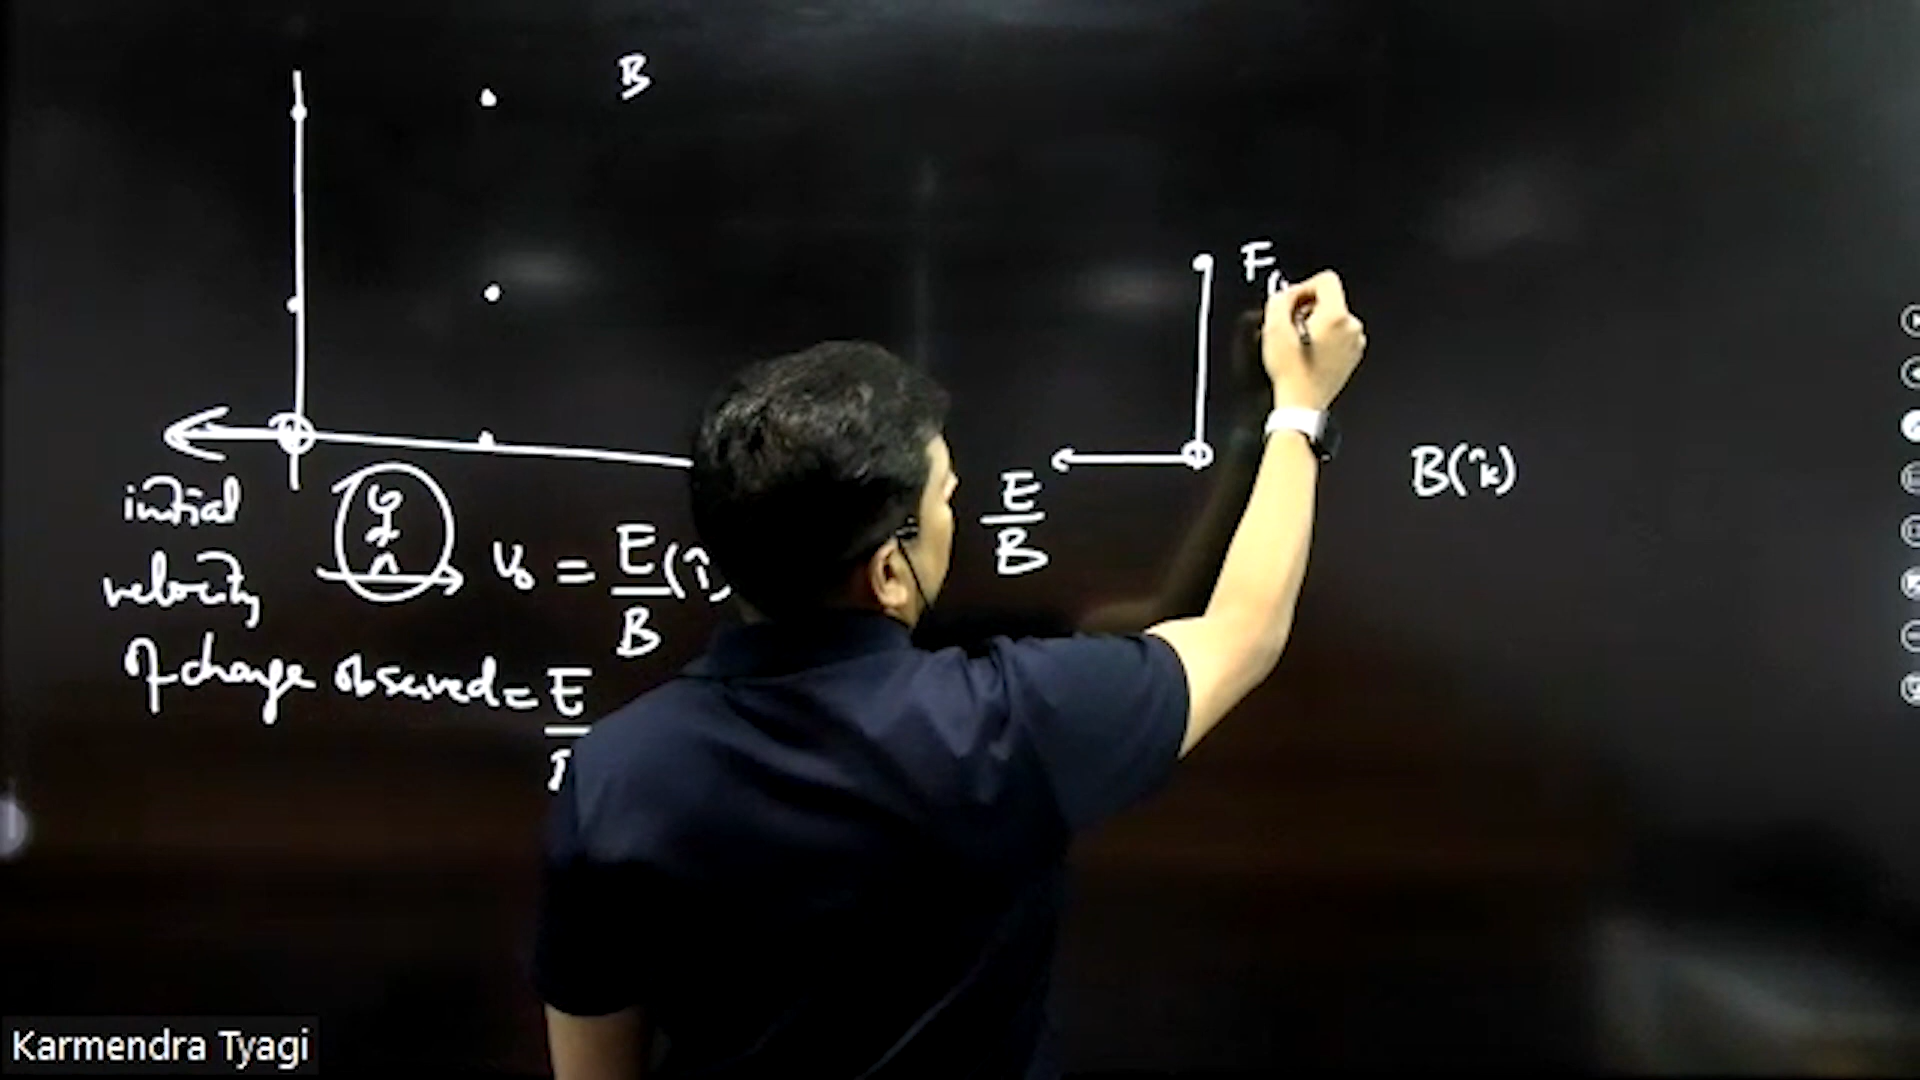 B
F
B(k̂)
E
B
initial
velocity
v₀ = E/B (î)
of charge observed = E
Karmendra Tyagi